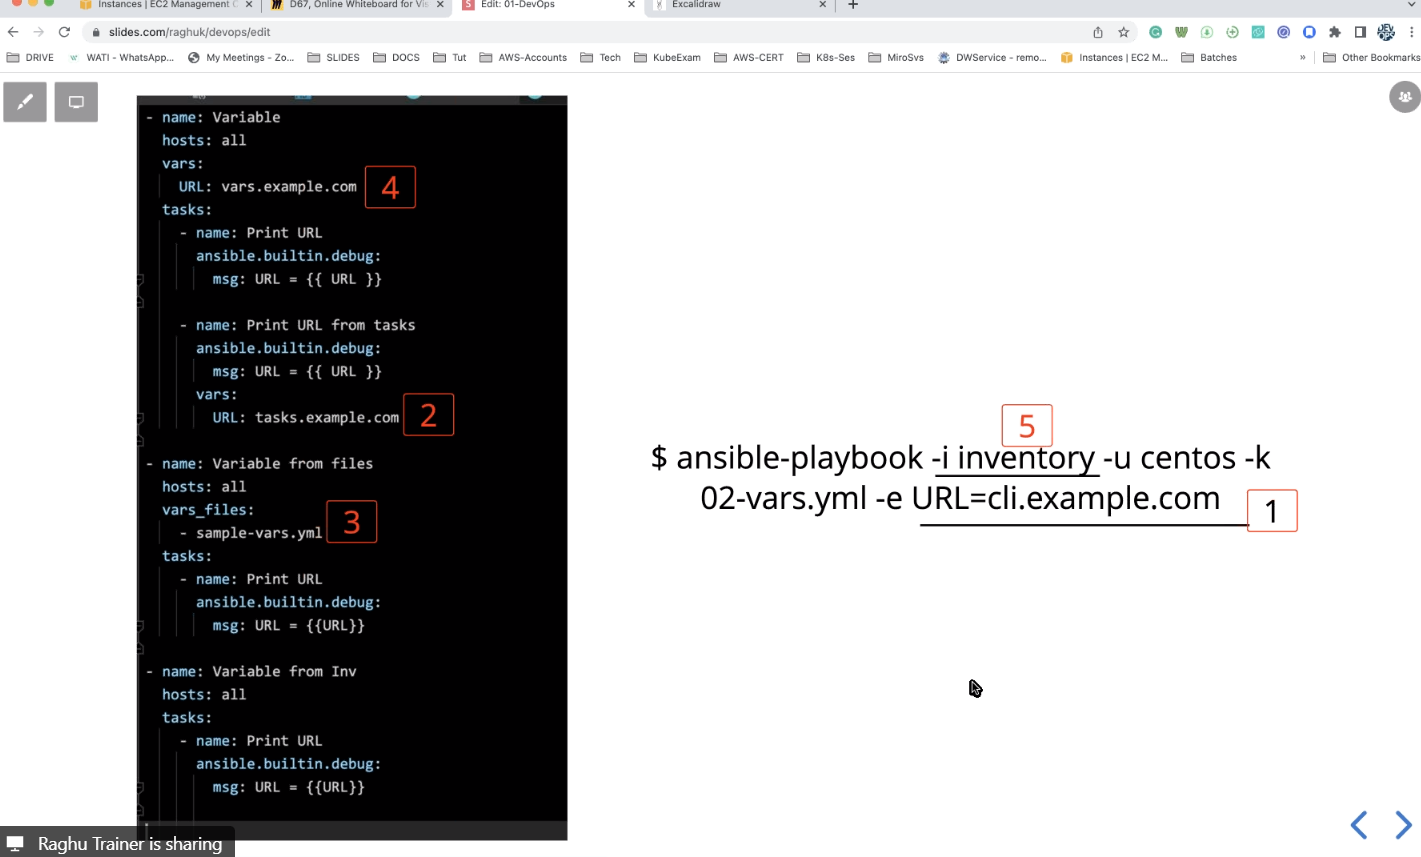 Instances | EC2 Management C
D67, Online Whiteboard for Vis
Edit: 01-DevOps
Excalidraw
slides.com/raghuk/devops/edit
DRIVE
WATI - WhatsApp...
My Meetings - Zo...
SLIDES
DOCS
Tut
AWS-Accounts
Tech
KubeExam
AWS-CERT
K8s-Ses
MiroSvs
DWService - remo...
Instances | EC2 M...
Batches
»
Other Bookmarks
- name: Variable
hosts: all
vars:
URL: vars.example.com 4
tasks:
- name: Print URL
ansible.builtin.debug:
msg: URL = {{ URL }}
- name: Print URL from tasks
ansible.builtin.debug:
msg: URL = {{ URL }}
vars:
URL: tasks.example.com 2
- name: Variable from files
hosts: all
vars_files:
- sample-vars.yml 3
tasks:
- name: Print URL
ansible.builtin.debug:
msg: URL = {{URL}}
- name: Variable from Inv
hosts: all
tasks:
- name: Print URL
ansible.builtin.debug:
msg: URL = {{URL}}
5
$ ansible-playbook -i inventory -u centos -k
02-vars.yml -e URL=cli.example.com 1
Raghu Trainer is sharing